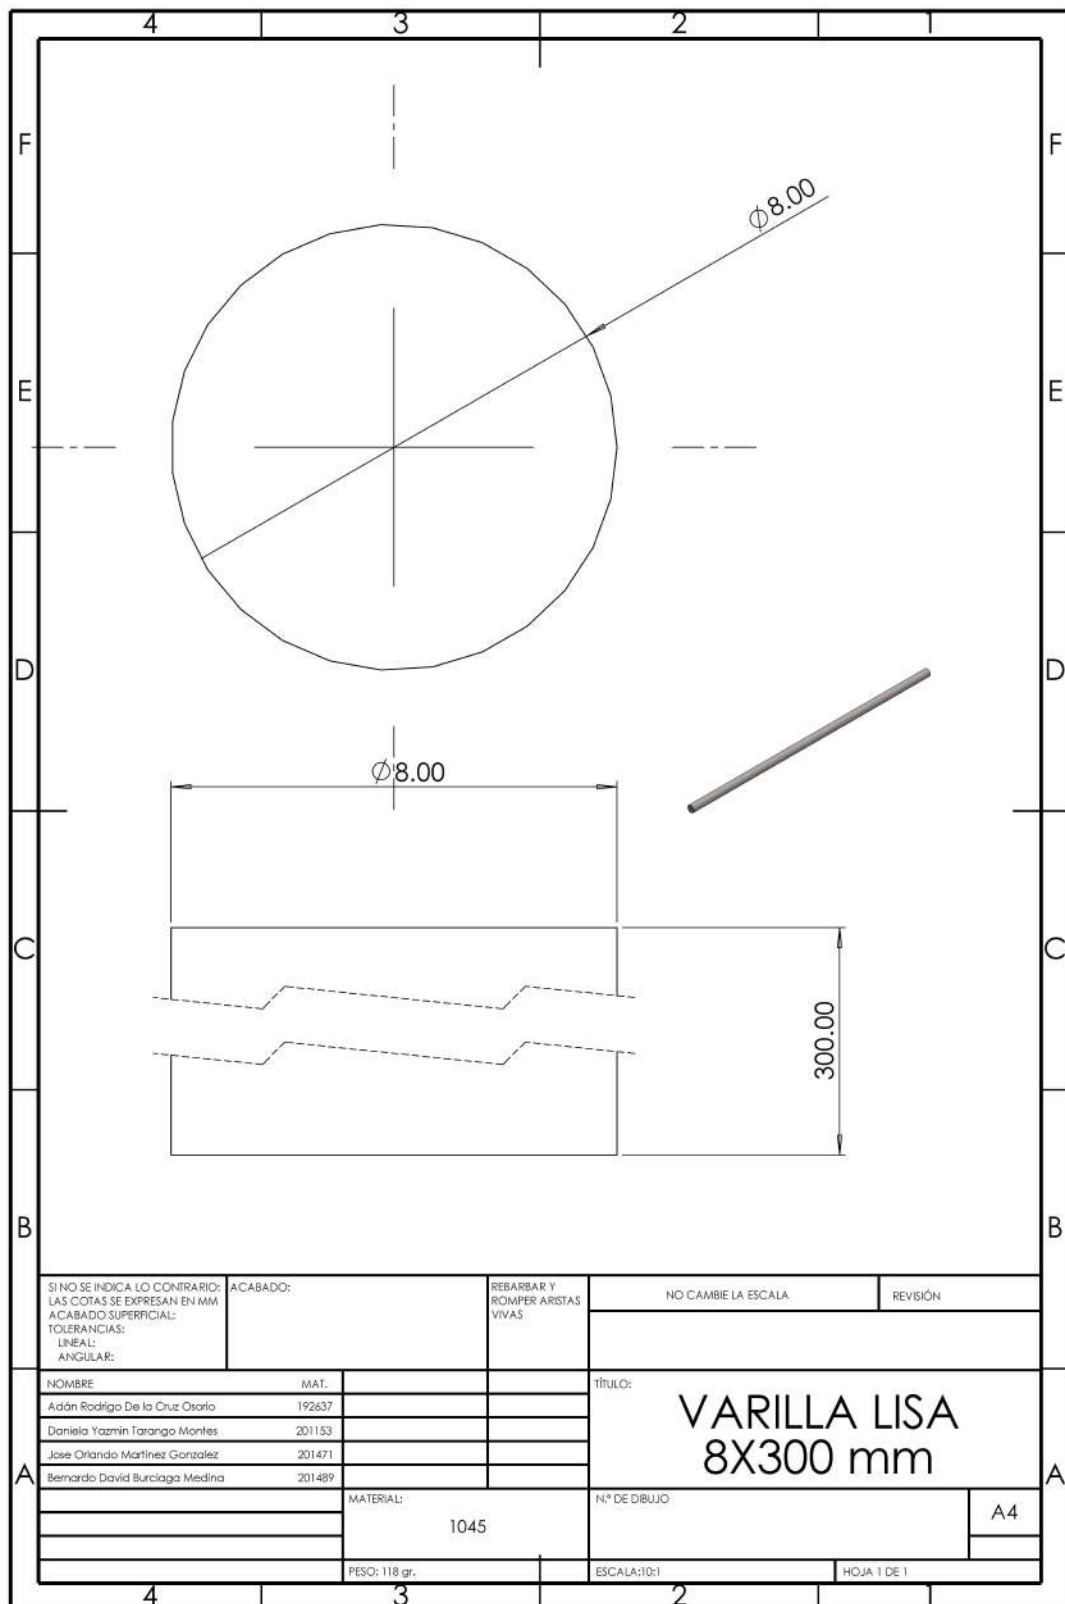 4 3 2 1
F F
⌀8.00
E E
D D
⌀8.00
C C
300.00
B B
SI NO SE INDICA LO CONTRARIO:
LAS COTAS SE EXPRESAN EN MM
ACABADO SUPERFICIAL:
TOLERANCIAS:
LINEAL:
ANGULAR:
ACABADO:
REBARBAR Y
ROMPER ARISTAS
VIVAS
NO CAMBIE LA ESCALA
REVISIÓN
NOMBRE MAT.
Adán Rodrigo De la Cruz Osorio 192637
Daniela Yazmin Tarango Montes 201153
Jose Orlando Martinez Gonzalez 201471
Bernardo David Burciaga Medina 201489
TÍTULO:
VARILLA LISA
8X300 mm
A A
MATERIAL:
1045
N.º DE DIBUJO
A4
PESO: 118 gr.
ESCALA:10:1
HOJA 1 DE 1
4 3 2 1